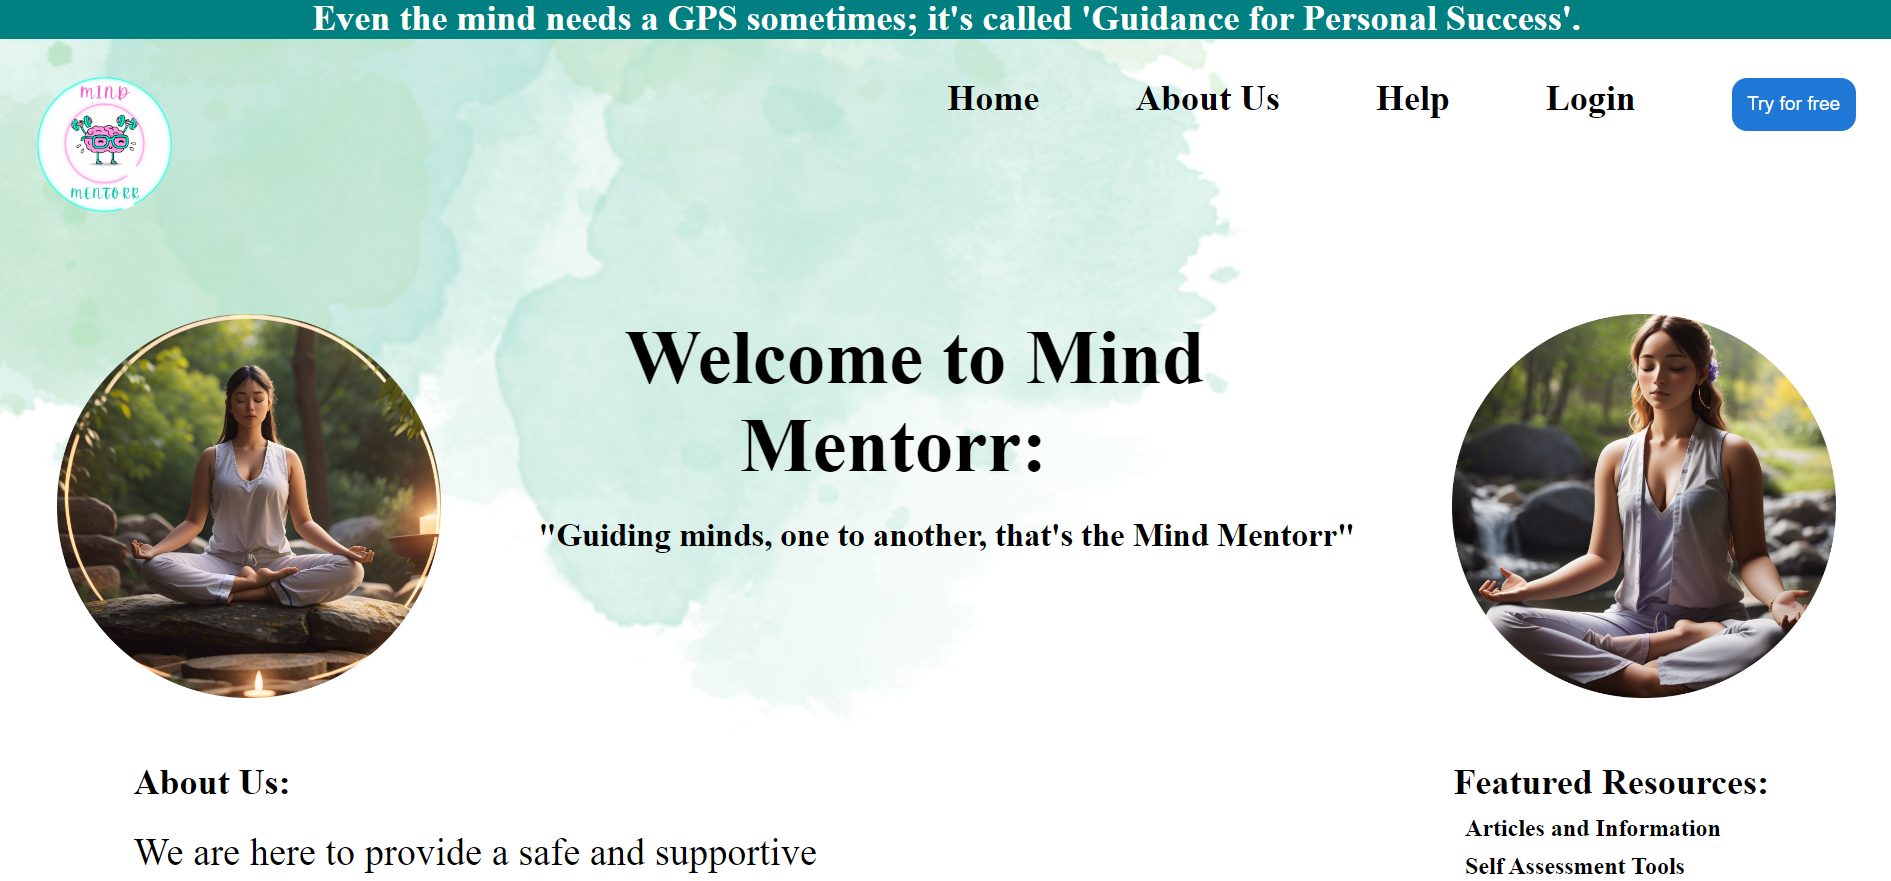 Even the mind needs a GPS sometimes; it's called 'Guidance for Personal Success'.
MIND
MENTORR
Home
About Us
Help
Login
Try for free
Welcome to Mind
Mentorr:
"Guiding minds, one to another, that's the Mind Mentorr"
About Us:
We are here to provide a safe and supportive
Featured Resources:
Articles and Information
Self Assessment Tools